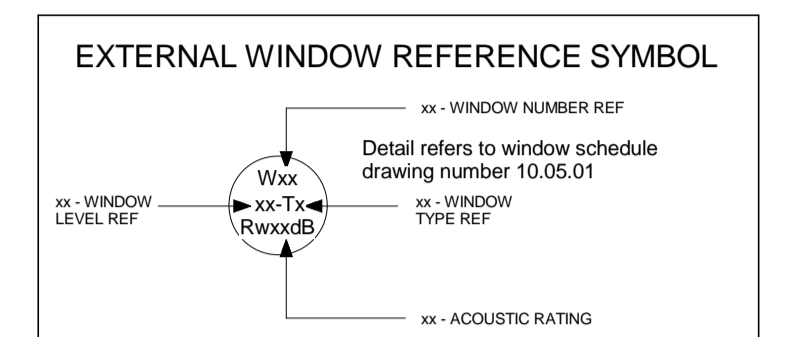 EXTERNAL WINDOW REFERENCE SYMBOL
xx - WINDOW NUMBER REF
Detail refers to window schedule
drawing number 10.05.01
Wxx
xx - WINDOW
LEVEL REF
xx-Tx
xx - WINDOW
TYPE REF
RwxxdB
xx - ACOUSTIC RATING